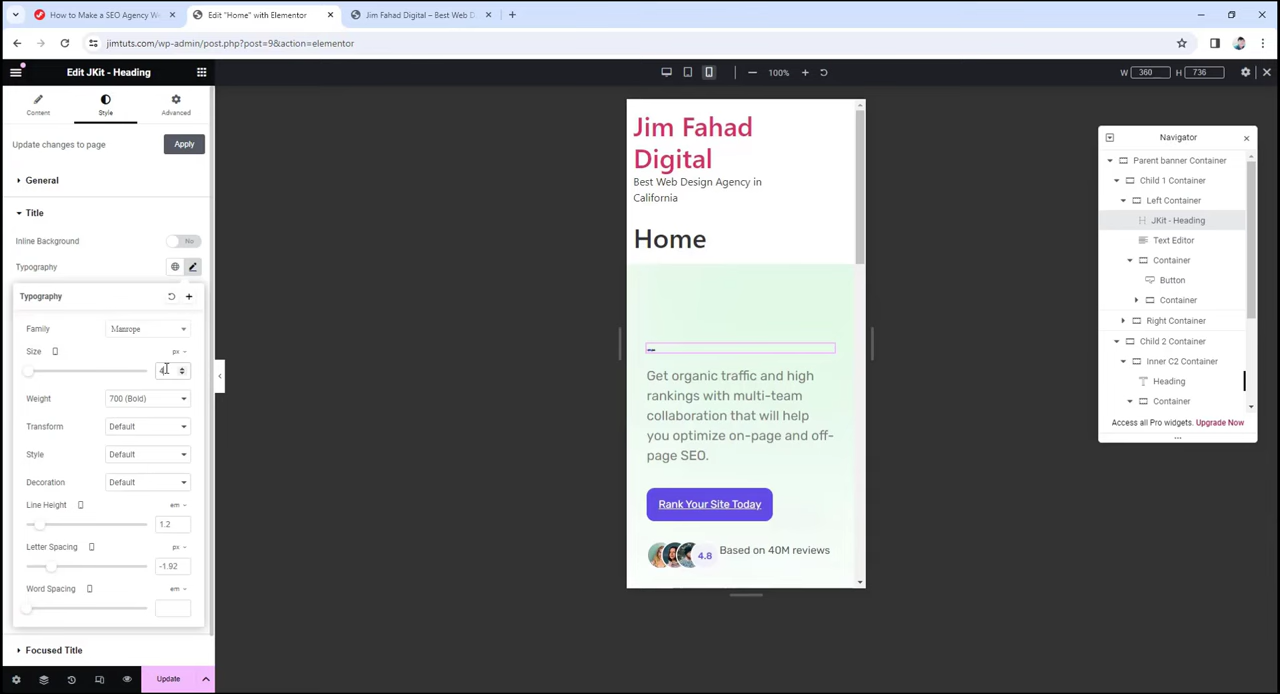 How to Make a SEO Agency We
Edit "Home" with Elementor
Jim Fahad Digital – Best Web D
jimtuts.com/wp-admin/post.php?post=9&action=elementor
Edit JKit - Heading
100%
W 360 H 736
Content
Style
Advanced
Update changes to page
Apply
General
Title
Inline Background
No
Typography
Typography
Family
Manrope
Size
px
4
Weight
700 (Bold)
Transform
Default
Style
Default
Decoration
Default
Line Height
em
1.2
Letter Spacing
px
-1.92
Word Spacing
em
Focused Title
Update
Jim Fahad
Digital
Best Web Design Agency in
California
Home
Get organic traffic and high
rankings with multi-team
collaboration that will help
you optimize on-page and off-
page SEO.
Rank Your Site Today
4.8
Based on 40M reviews
Navigator
Parent banner Container
Child 1 Container
Left Container
JKit - Heading
Text Editor
Container
Button
Container
Right Container
Child 2 Container
Inner C2 Container
Heading
Container
Access all Pro widgets. Upgrade Now